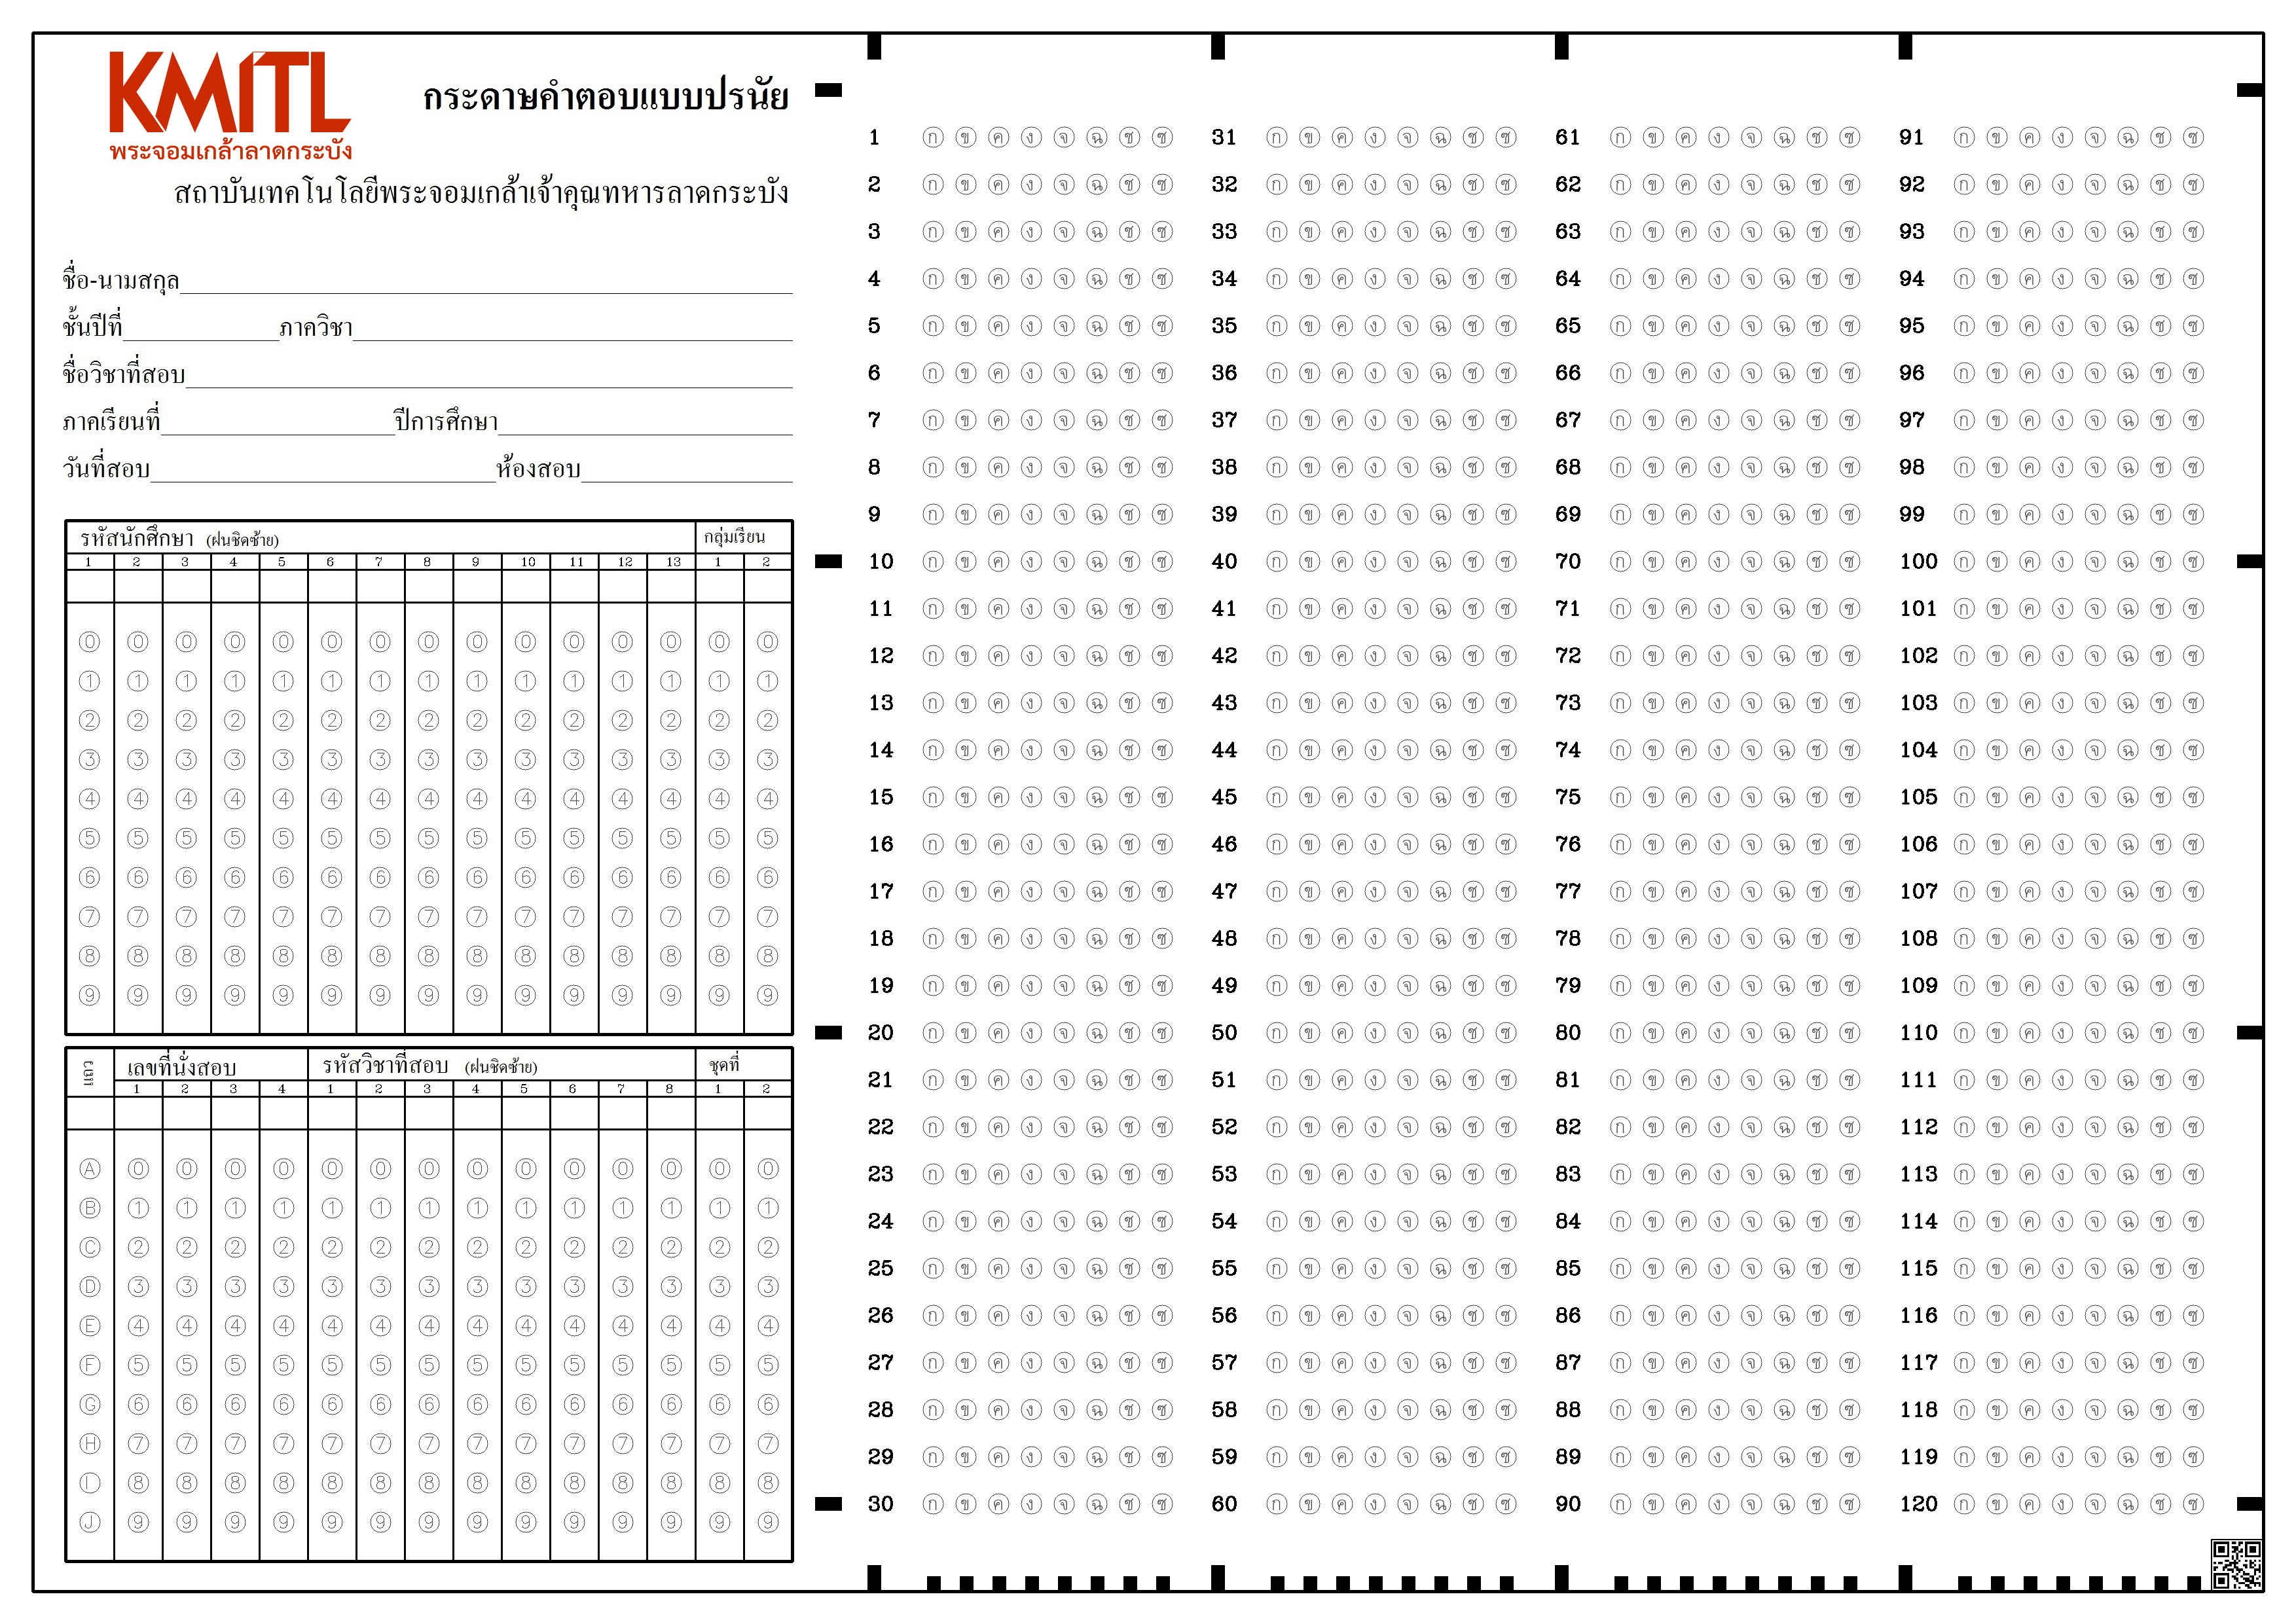 KMITL
พระจอมเกล้าลาดกระบัง
กระดาษคำตอบแบบปรนัย
สถาบันเทคโนโลยีพระจอมเกล้าเจ้าคุณทหารลาดกระบัง
ชื่อ-นามสกุล
ชั้นปีที่ ภาควิชา
ชื่อวิชาที่สอบ
ภาคเรียนที่ ปีการศึกษา
วันที่สอบ ห้องสอบ
รหัสนักศึกษา (ฝนชิดซ้าย) กลุ่มเรียน
1 2 3 4 5 6 7 8 9 10 11 12 13 1 2
0 0 0 0 0 0 0 0 0 0 0 0 0 0 0
1 1 1 1 1 1 1 1 1 1 1 1 1 1 1
2 2 2 2 2 2 2 2 2 2 2 2 2 2 2
3 3 3 3 3 3 3 3 3 3 3 3 3 3 3
4 4 4 4 4 4 4 4 4 4 4 4 4 4 4
5 5 5 5 5 5 5 5 5 5 5 5 5 5 5
6 6 6 6 6 6 6 6 6 6 6 6 6 6 6
7 7 7 7 7 7 7 7 7 7 7 7 7 7 7
8 8 8 8 8 8 8 8 8 8 8 8 8 8 8
9 9 9 9 9 9 9 9 9 9 9 9 9 9 9
แถว เลขที่นั่งสอบ รหัสวิชาที่สอบ (ฝนชิดซ้าย) ชุดที่
1 2 3 4 1 2 3 4 5 6 7 8 1 2
A 0 0 0 0 0 0 0 0 0 0 0 0 0 0
B 1 1 1 1 1 1 1 1 1 1 1 1 1 1
C 2 2 2 2 2 2 2 2 2 2 2 2 2 2
D 3 3 3 3 3 3 3 3 3 3 3 3 3 3
E 4 4 4 4 4 4 4 4 4 4 4 4 4 4
F 5 5 5 5 5 5 5 5 5 5 5 5 5 5
G 6 6 6 6 6 6 6 6 6 6 6 6 6 6
H 7 7 7 7 7 7 7 7 7 7 7 7 7 7
I 8 8 8 8 8 8 8 8 8 8 8 8 8 8
J 9 9 9 9 9 9 9 9 9 9 9 9 9 9
1 ก ข ค ง จ ฉ ช ซ
2 ก ข ค ง จ ฉ ช ซ
3 ก ข ค ง จ ฉ ช ซ
4 ก ข ค ง จ ฉ ช ซ
5 ก ข ค ง จ ฉ ช ซ
6 ก ข ค ง จ ฉ ช ซ
7 ก ข ค ง จ ฉ ช ซ
8 ก ข ค ง จ ฉ ช ซ
9 ก ข ค ง จ ฉ ช ซ
10 ก ข ค ง จ ฉ ช ซ
11 ก ข ค ง จ ฉ ช ซ
12 ก ข ค ง จ ฉ ช ซ
13 ก ข ค ง จ ฉ ช ซ
14 ก ข ค ง จ ฉ ช ซ
15 ก ข ค ง จ ฉ ช ซ
16 ก ข ค ง จ ฉ ช ซ
17 ก ข ค ง จ ฉ ช ซ
18 ก ข ค ง จ ฉ ช ซ
19 ก ข ค ง จ ฉ ช ซ
20 ก ข ค ง จ ฉ ช ซ
21 ก ข ค ง จ ฉ ช ซ
22 ก ข ค ง จ ฉ ช ซ
23 ก ข ค ง จ ฉ ช ซ
24 ก ข ค ง จ ฉ ช ซ
25 ก ข ค ง จ ฉ ช ซ
26 ก ข ค ง จ ฉ ช ซ
27 ก ข ค ง จ ฉ ช ซ
28 ก ข ค ง จ ฉ ช ซ
29 ก ข ค ง จ ฉ ช ซ
30 ก ข ค ง จ ฉ ช ซ
31 ก ข ค ง จ ฉ ช ซ
32 ก ข ค ง จ ฉ ช ซ
33 ก ข ค ง จ ฉ ช ซ
34 ก ข ค ง จ ฉ ช ซ
35 ก ข ค ง จ ฉ ช ซ
36 ก ข ค ง จ ฉ ช ซ
37 ก ข ค ง จ ฉ ช ซ
38 ก ข ค ง จ ฉ ช ซ
39 ก ข ค ง จ ฉ ช ซ
40 ก ข ค ง จ ฉ ช ซ
41 ก ข ค ง จ ฉ ช ซ
42 ก ข ค ง จ ฉ ช ซ
43 ก ข ค ง จ ฉ ช ซ
44 ก ข ค ง จ ฉ ช ซ
45 ก ข ค ง จ ฉ ช ซ
46 ก ข ค ง จ ฉ ช ซ
47 ก ข ค ง จ ฉ ช ซ
48 ก ข ค ง จ ฉ ช ซ
49 ก ข ค ง จ ฉ ช ซ
50 ก ข ค ง จ ฉ ช ซ
51 ก ข ค ง จ ฉ ช ซ
52 ก ข ค ง จ ฉ ช ซ
53 ก ข ค ง จ ฉ ช ซ
54 ก ข ค ง จ ฉ ช ซ
55 ก ข ค ง จ ฉ ช ซ
56 ก ข ค ง จ ฉ ช ซ
57 ก ข ค ง จ ฉ ช ซ
58 ก ข ค ง จ ฉ ช ซ
59 ก ข ค ง จ ฉ ช ซ
60 ก ข ค ง จ ฉ ช ซ
61 ก ข ค ง จ ฉ ช ซ
62 ก ข ค ง จ ฉ ช ซ
63 ก ข ค ง จ ฉ ช ซ
64 ก ข ค ง จ ฉ ช ซ
65 ก ข ค ง จ ฉ ช ซ
66 ก ข ค ง จ ฉ ช ซ
67 ก ข ค ง จ ฉ ช ซ
68 ก ข ค ง จ ฉ ช ซ
69 ก ข ค ง จ ฉ ช ซ
70 ก ข ค ง จ ฉ ช ซ
71 ก ข ค ง จ ฉ ช ซ
72 ก ข ค ง จ ฉ ช ซ
73 ก ข ค ง จ ฉ ช ซ
74 ก ข ค ง จ ฉ ช ซ
75 ก ข ค ง จ ฉ ช ซ
76 ก ข ค ง จ ฉ ช ซ
77 ก ข ค ง จ ฉ ช ซ
78 ก ข ค ง จ ฉ ช ซ
79 ก ข ค ง จ ฉ ช ซ
80 ก ข ค ง จ ฉ ช ซ
81 ก ข ค ง จ ฉ ช ซ
82 ก ข ค ง จ ฉ ช ซ
83 ก ข ค ง จ ฉ ช ซ
84 ก ข ค ง จ ฉ ช ซ
85 ก ข ค ง จ ฉ ช ซ
86 ก ข ค ง จ ฉ ช ซ
87 ก ข ค ง จ ฉ ช ซ
88 ก ข ค ง จ ฉ ช ซ
89 ก ข ค ง จ ฉ ช ซ
90 ก ข ค ง จ ฉ ช ซ
91 ก ข ค ง จ ฉ ช ซ
92 ก ข ค ง จ ฉ ช ซ
93 ก ข ค ง จ ฉ ช ซ
94 ก ข ค ง จ ฉ ช ซ
95 ก ข ค ง จ ฉ ช ซ
96 ก ข ค ง จ ฉ ช ซ
97 ก ข ค ง จ ฉ ช ซ
98 ก ข ค ง จ ฉ ช ซ
99 ก ข ค ง จ ฉ ช ซ
100 ก ข ค ง จ ฉ ช ซ
101 ก ข ค ง จ ฉ ช ซ
102 ก ข ค ง จ ฉ ช ซ
103 ก ข ค ง จ ฉ ช ซ
104 ก ข ค ง จ ฉ ช ซ
105 ก ข ค ง จ ฉ ช ซ
106 ก ข ค ง จ ฉ ช ซ
107 ก ข ค ง จ ฉ ช ซ
108 ก ข ค ง จ ฉ ช ซ
109 ก ข ค ง จ ฉ ช ซ
110 ก ข ค ง จ ฉ ช ซ
111 ก ข ค ง จ ฉ ช ซ
112 ก ข ค ง จ ฉ ช ซ
113 ก ข ค ง จ ฉ ช ซ
114 ก ข ค ง จ ฉ ช ซ
115 ก ข ค ง จ ฉ ช ซ
116 ก ข ค ง จ ฉ ช ซ
117 ก ข ค ง จ ฉ ช ซ
118 ก ข ค ง จ ฉ ช ซ
119 ก ข ค ง จ ฉ ช ซ
120 ก ข ค ง จ ฉ ช ซ